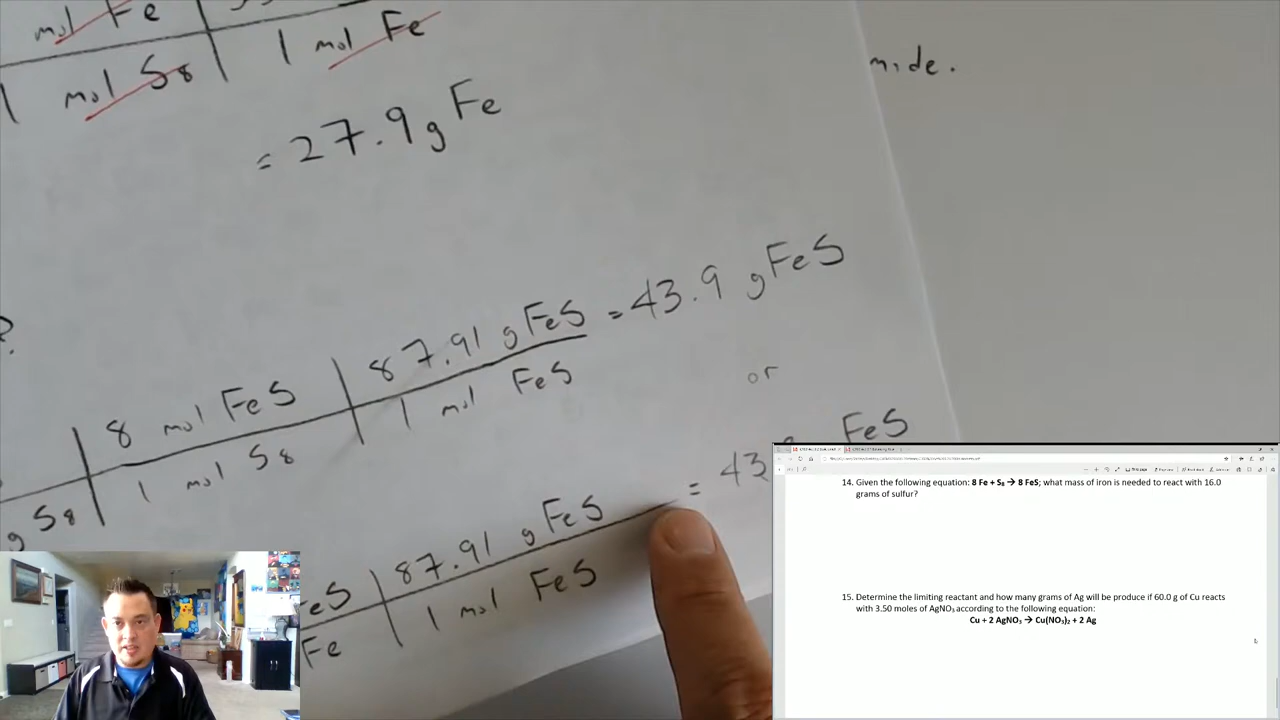 mol Fe
1 mol S8 | 1 mol Fe
= 27.9 g Fe
mide.
?
8 mol FeS | 87.91 g FeS = 43.9 g FeS
g S8 | 1 mol S8 | 1 mol FeS
or
FeS | 87.91 g FeS = 43 FeS
Fe | 1 mol FeS
14. Given the following equation: 8 Fe + S₈ → 8 FeS; what mass of iron is needed to react with 16.0
grams of sulfur?
15. Determine the limiting reactant and how many grams of Ag will be produce if 60.0 g of Cu reacts
with 3.50 moles of AgNO₃ according to the following equation:
Cu + 2 AgNO₃ → Cu(NO₃)₂ + 2 Ag